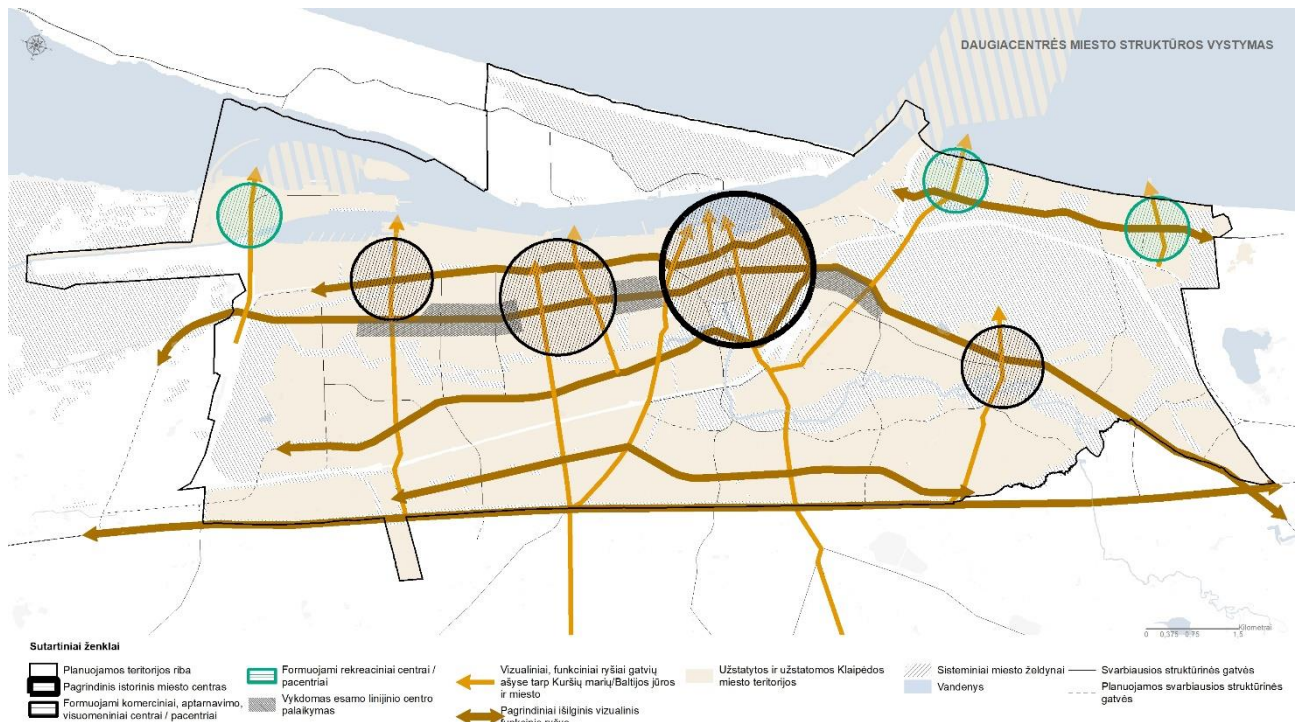 DAUGIACENTRĖS MIESTO STRUKTŪROS VYSTYMAS
Kilometrai
0 0,375 0,75 1,5
Sutartiniai ženklai
Planuojamos teritorijos riba
Pagrindinis istorinis miesto centras
Formuojami komerciniai, aptarnavimo,
visuomeniniai centrai / pacentriai
Formuojami rekreaciniai centrai /
pacentriai
Vykdomas esamo linijinio centro
palaikymas
Vizualiniai, funkciniai ryšiai gatvių
ašyse tarp Kuršių marių/Baltijos jūros
ir miesto
Pagrindiniai išilginis vizualinis
funkcinis ryšys
Užstatytos ir užstatomos Klaipėdos
miesto teritorijos
Sisteminiai miesto želdynai
Vandenys
Svarbiausios struktūrinės gatvės
Planuojamos svarbiausios struktūrinės
gatvės